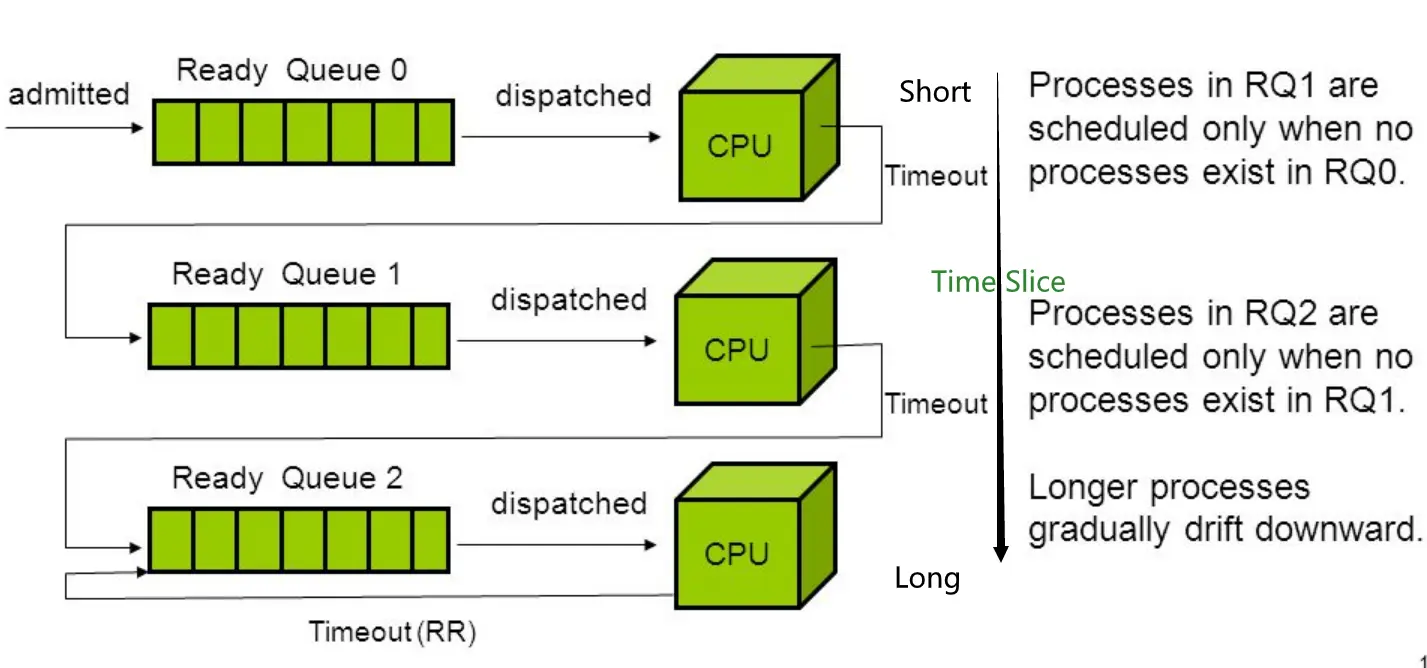 Ready Queue 0
admitted
dispatched
CPU
Short
Timeout
Processes in RQ1 are
scheduled only when no
processes exist in RQ0.
Ready Queue 1
dispatched
CPU
Time Slice
Timeout
Processes in RQ2 are
scheduled only when no
processes exist in RQ1.
Ready Queue 2
dispatched
CPU
Long
Longer processes
gradually drift downward.
Timeout (RR)